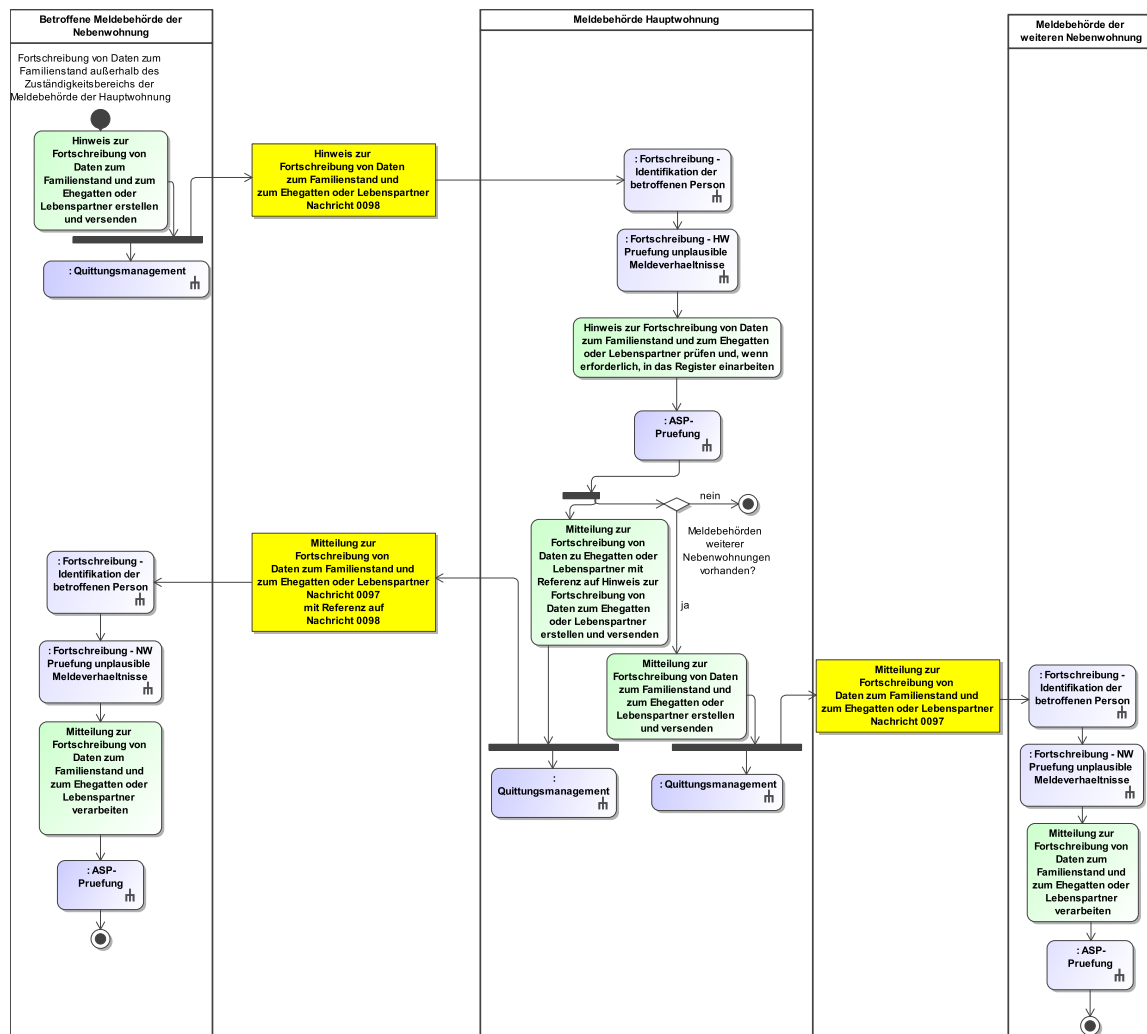 Betroffene Meldebehörde der
Nebenwohnung
Meldebehörde Hauptwohnung
Meldebehörde der
weiteren Nebenwohnung
Fortschreibung von Daten zum
Familienstand außerhalb des
Zuständigkeitsbereichs der
Meldebehörde der Hauptwohnung
Hinweis zur
Fortschreibung von
Daten zum
Familienstand und zum
Ehegatten oder
Lebenspartner erstellen
und versenden
: Quittungsmanagement
Hinweis zur
Fortschreibung von Daten
zum Familienstand und
zum Ehegatten oder Lebenspartner
Nachricht 0098
: Fortschreibung -
Identifikation der
betroffenen Person
: Fortschreibung - HW
Pruefung unplausible
Meldeverhaeltnisse
Hinweis zur Fortschreibung von Daten
zum Familienstand und zum Ehegatten
oder Lebenspartner prüfen und, wenn
erforderlich, in das Register einarbeiten
: ASP-
Pruefung
nein
Meldebehörden
weiterer
Nebenwohnungen
vorhanden?
ja
Mitteilung zur
Fortschreibung von
Daten zu Ehegatten oder
Lebenspartner mit
Referenz auf Hinweis zur
Fortschreibung von
Daten zum Ehegatten
oder Lebenspartner
erstellen und versenden
Mitteilung zur
Fortschreibung von Daten
zum Familienstand und
zum Ehegatten oder
Lebenspartner erstellen
und versenden
:
Quittungsmanagement
: Quittungsmanagement
Mitteilung zur
Fortschreibung von
Daten zum Familienstand und
zum Ehegatten oder Lebenspartner
Nachricht 0097
mit Referenz auf
Nachricht 0098
: Fortschreibung -
Identifikation der
betroffenen Person
: Fortschreibung - NW
Pruefung unplausible
Meldeverhaeltnisse
Mitteilung zur
Fortschreibung von
Daten zum
Familienstand und
zum Ehegatten oder
Lebenspartner
verarbeiten
: ASP-
Pruefung
Mitteilung zur
Fortschreibung von
Daten zum Familienstand und
zum Ehegatten oder Lebenspartner
Nachricht 0097
: Fortschreibung -
Identifikation der
betroffenen Person
: Fortschreibung - NW
Pruefung unplausible
Meldeverhaeltnisse
Mitteilung zur
Fortschreibung von
Daten zum
Familienstand und
zum Ehegatten oder
Lebenspartner
verarbeiten
: ASP-
Pruefung